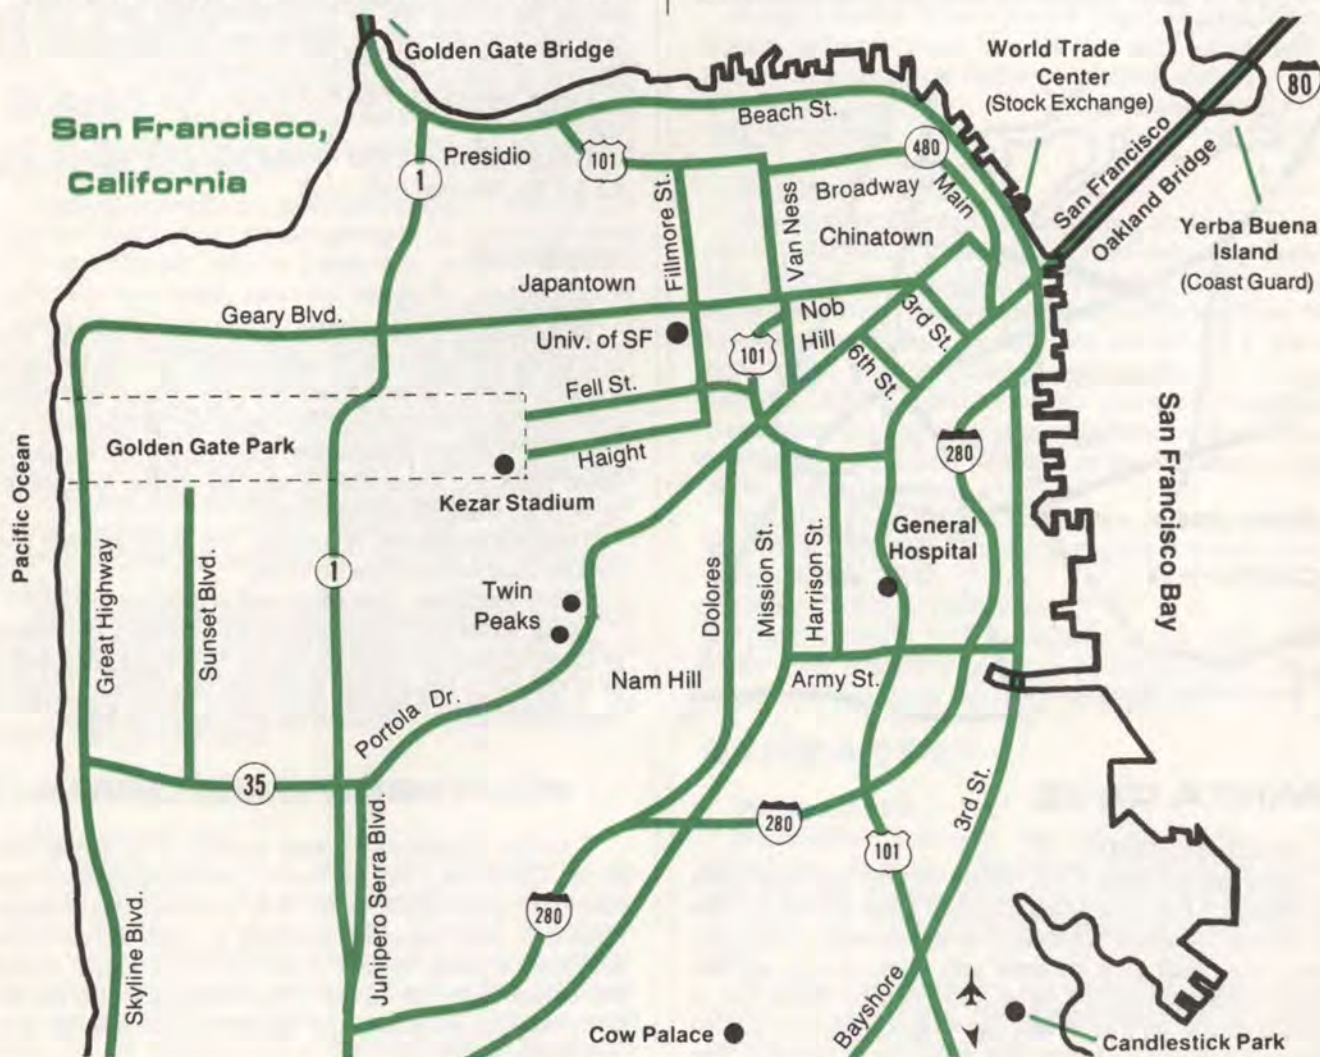 Golden Gate Bridge
World Trade
Center
(Stock Exchange)
80
San Francisco,
California
Beach St.
Presidio
101
480
1
San Francisco
Oakland Bridge
Fillmore St.
Van Ness
Broadway
Main
Yerba Buena
Island
(Coast Guard)
Chinatown
Japantown
Geary Blvd.
Nob
Hill
3rd St.
Univ. of SF
101
6th St.
Fell St.
Golden Gate Park
Haight
280
San Francisco Bay
Pacific Ocean
Kezar Stadium
General
Hospital
Great Highway
Sunset Blvd.
1
Twin
Peaks
Dolores
Mission St.
Harrison St.
Nam Hill
Army St.
Portola Dr.
35
3rd St.
280
101
Junipero Serra Blvd.
280
Skyline Blvd.
Bayshore
Cow Palace
Candlestick Park